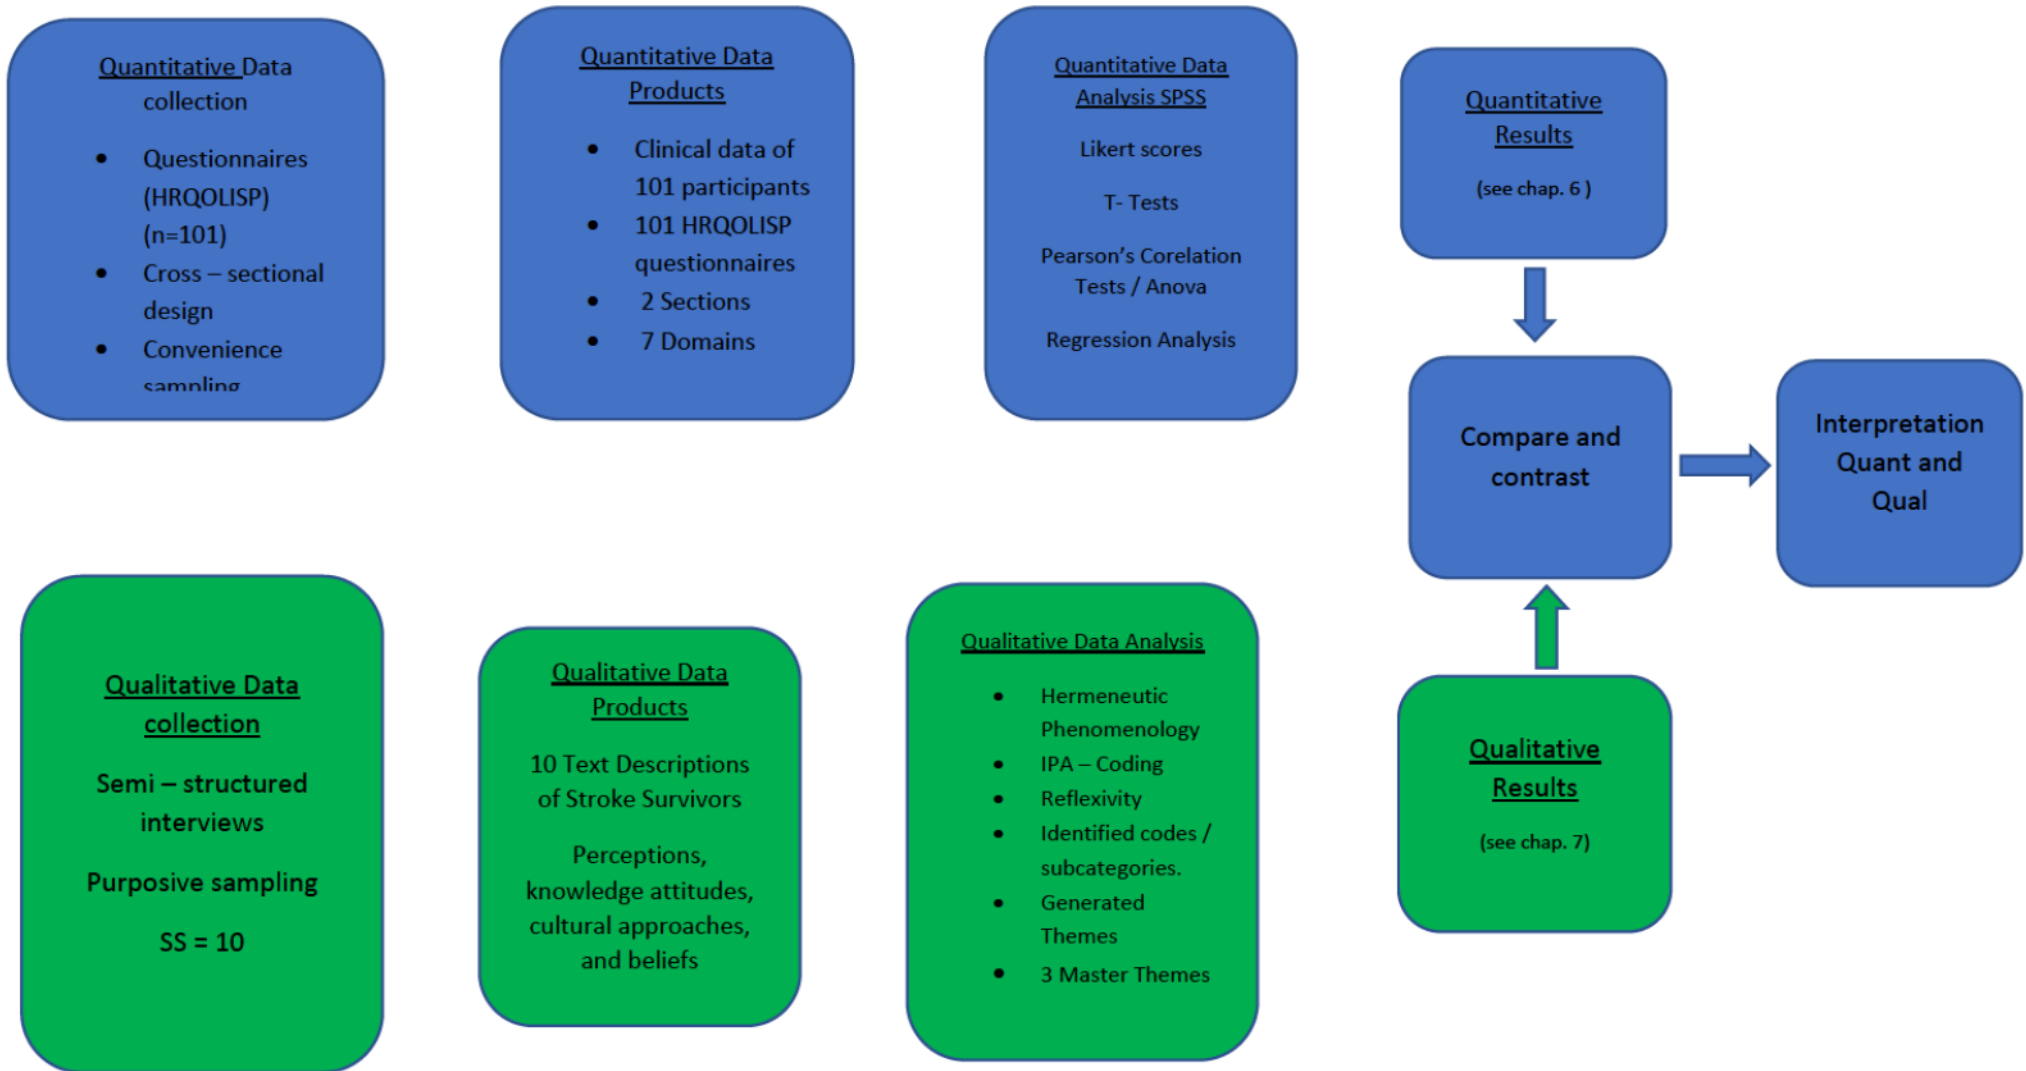 Quantitative Data
collection
• Questionnaires
(HRQOLISP)
(n=101)
• Cross – sectional
design
• Convenience
sampling
Quantitative Data
Products
• Clinical data of
101 participants
• 101 HRQOLISP
questionnaires
• 2 Sections
• 7 Domains
Quantitative Data
Analysis SPSS
Likert scores
T- Tests
Pearson’s Corelation
Tests / Anova
Regression Analysis
Quantitative
Results
(see chap. 6 )
Compare and
contrast
Interpretation
Quant and
Qual
Qualitative Data
collection
Semi – structured
interviews
Purposive sampling
SS = 10
Qualitative Data
Products
10 Text Descriptions
of Stroke Survivors
Perceptions,
knowledge attitudes,
cultural approaches,
and beliefs
Qualitative Data Analysis
• Hermeneutic
Phenomenology
• IPA – Coding
• Reflexivity
• Identified codes /
subcategories.
• Generated
Themes
• 3 Master Themes
Qualitative
Results
(see chap. 7)